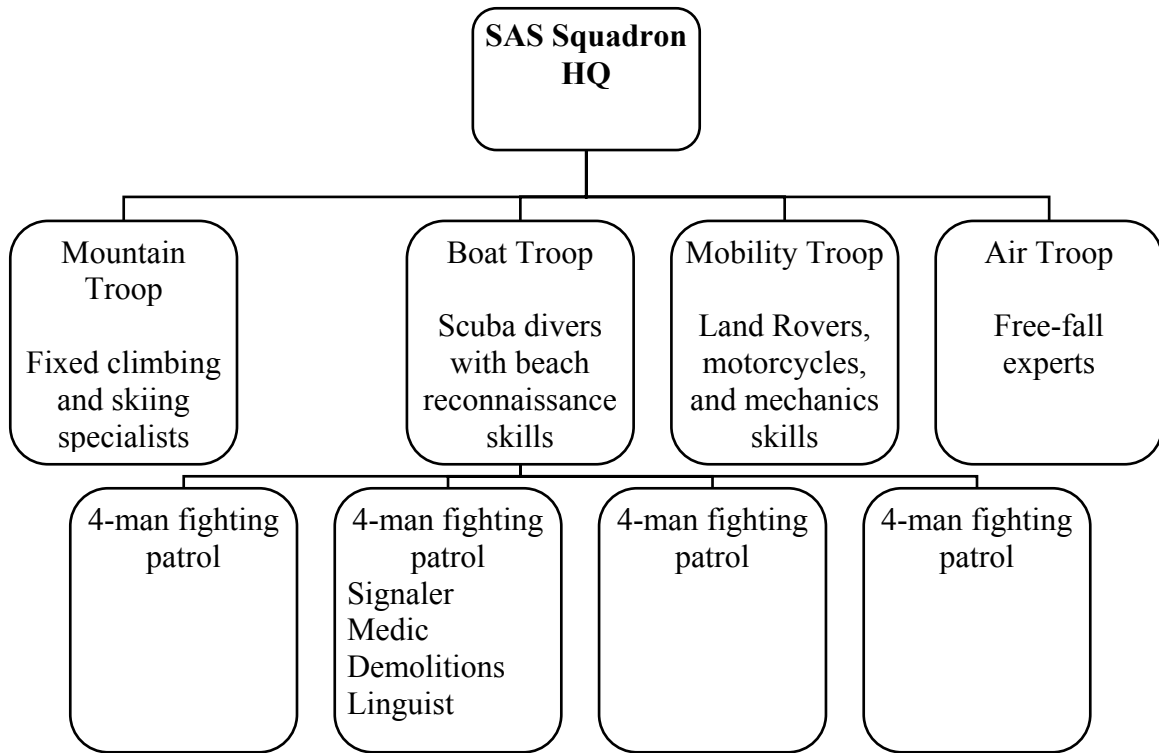 SAS Squadron
HQ
Mountain
Troop
Fixed climbing
and skiing
specialists
Boat Troop
Scuba divers
with beach
reconnaissance
skills
Mobility Troop
Land Rovers,
motorcycles,
and mechanics
skills
Air Troop
Free-fall
experts
4-man fighting
patrol
4-man fighting
patrol
Signaler
Medic
Demolitions
Linguist
4-man fighting
patrol
4-man fighting
patrol